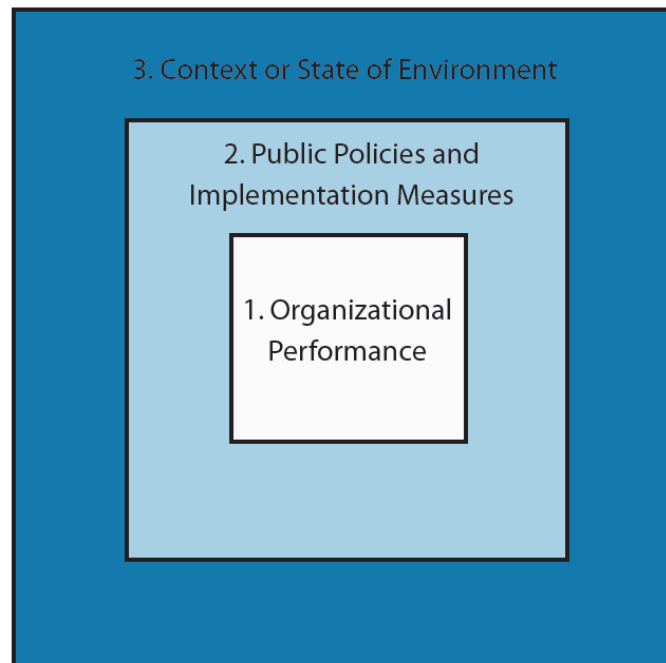 3. Context or State of Environment
2. Public Policies and
Implementation Measures
1. Organizational
Performance